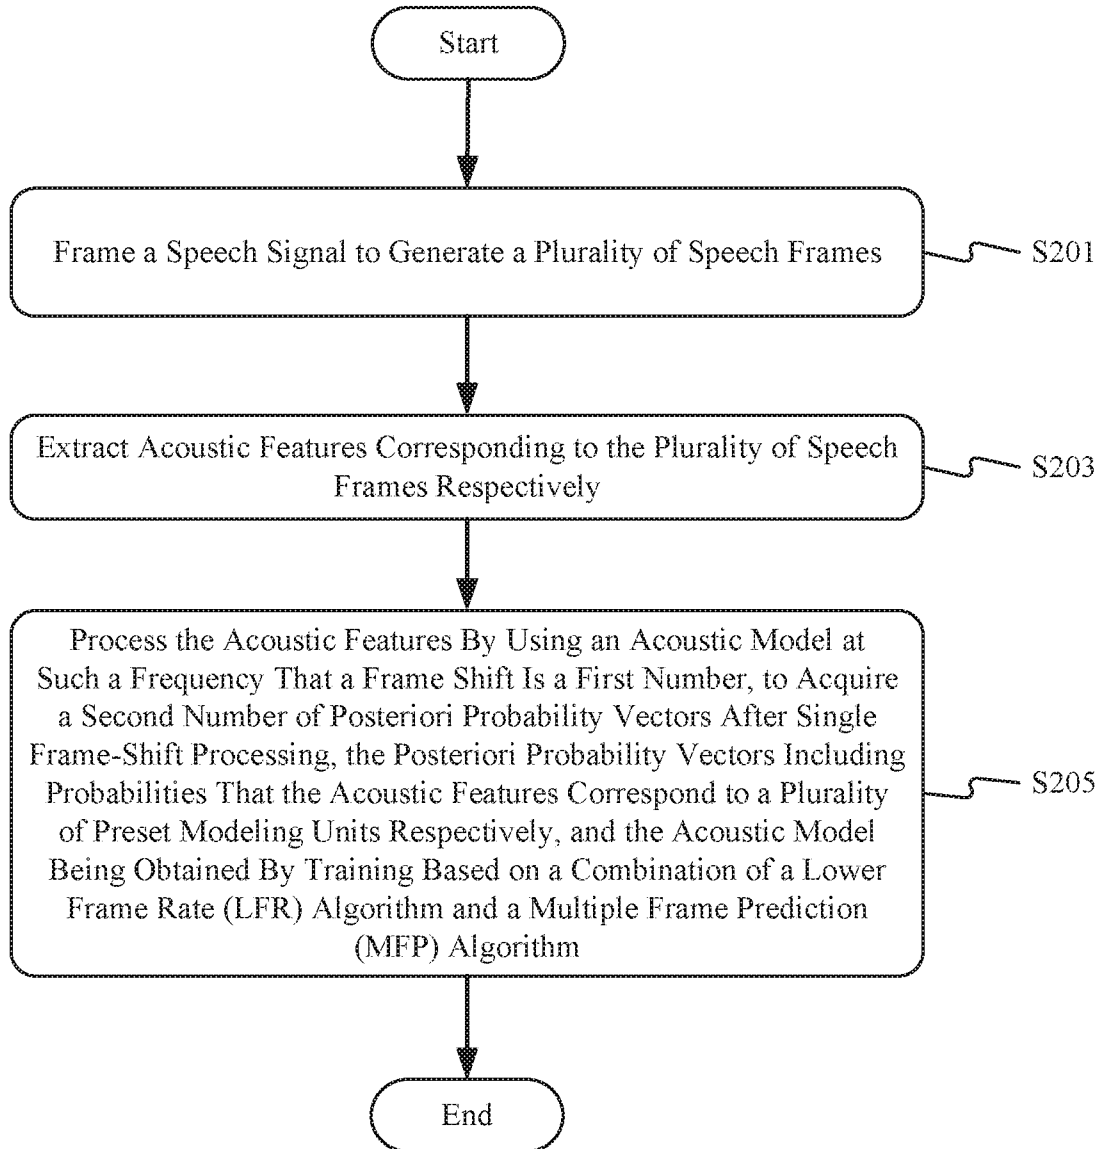 Start
Frame a Speech Signal to Generate a Plurality of Speech Frames
S201
Extract Acoustic Features Corresponding to the Plurality of Speech
Frames Respectively
S203
Process the Acoustic Features By Using an Acoustic Model at
Such a Frequency That a Frame Shift Is a First Number, to Acquire
a Second Number of Posteriori Probability Vectors After Single
Frame-Shift Processing, the Posteriori Probability Vectors Including
Probabilities That the Acoustic Features Correspond to a Plurality
of Preset Modeling Units Respectively, and the Acoustic Model
Being Obtained By Training Based on a Combination of a Lower
Frame Rate (LFR) Algorithm and a Multiple Frame Prediction
(MFP) Algorithm
S205
End